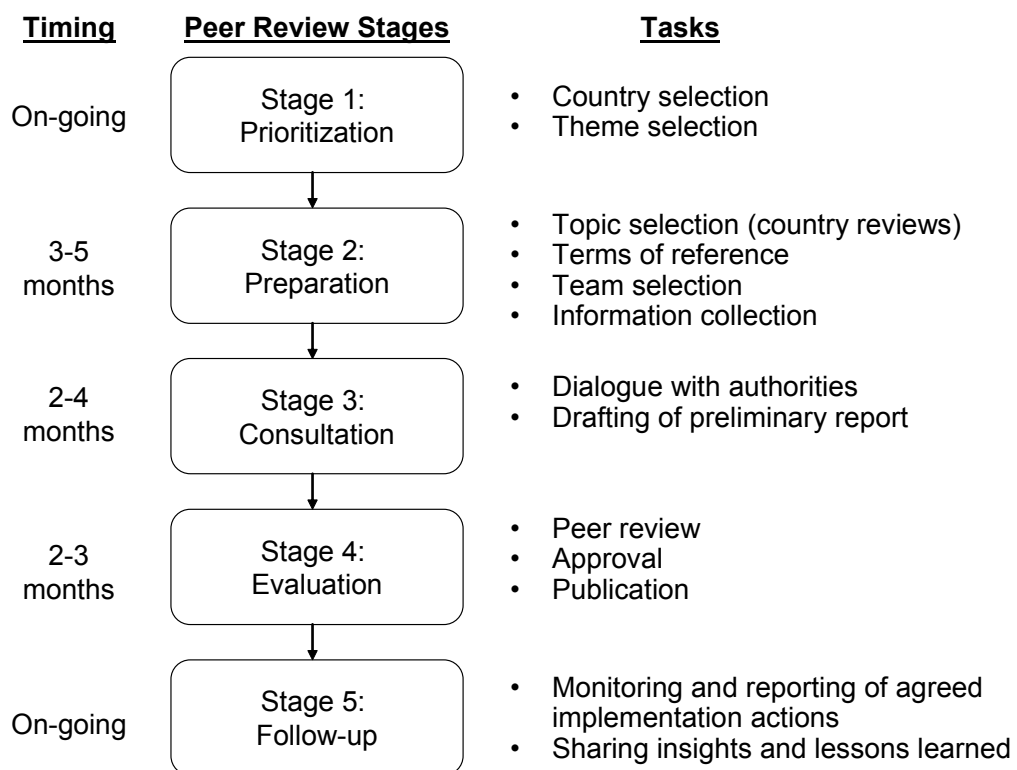 Timing Peer Review Stages Tasks
On-going
Stage 1:
Prioritization
• Country selection
• Theme selection
3-5
months
Stage 2:
Preparation
• Topic selection (country reviews)
• Terms of reference
• Team selection
• Information collection
2-4
months
Stage 3:
Consultation
• Dialogue with authorities
• Drafting of preliminary report
2-3
months
Stage 4:
Evaluation
• Peer review
• Approval
• Publication
On-going
Stage 5:
Follow-up
• Monitoring and reporting of agreed
implementation actions
• Sharing insights and lessons learned